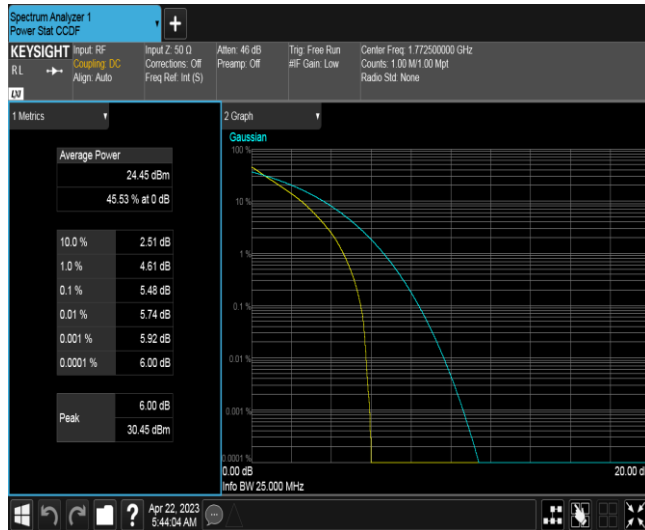 Spectrum Analyzer 1
Power Stat CCDF
+
KEYSIGHT
RL
LXI
Input: RF
Coupling: DC
Align: Auto
Input Z: 50 Ω
Corrections: Off
Freq Ref: Int (S)
Atten: 46 dB
Preamp: Off
Trig: Free Run
#IF Gain: Low
Center Freq: 1.772500000 GHz
Counts: 1.00 M/1.00 Mpt
Radio Std: None
1 Metrics
Average Power
24.45 dBm
45.53 % at 0 dB
10.0 % 2.51 dB
1.0 % 4.61 dB
0.1 % 5.48 dB
0.01 % 5.74 dB
0.001 % 5.92 dB
0.0001 % 6.00 dB
Peak
6.00 dB
30.45 dBm
2 Graph
Gaussian
100 %
10 %
1 %
0.1 %
0.01 %
0.001 %
0.0001 %
0.00 dB
20.00 d
Info BW 25.000 MHz
?
Apr 22, 2023
5:44:04 AM